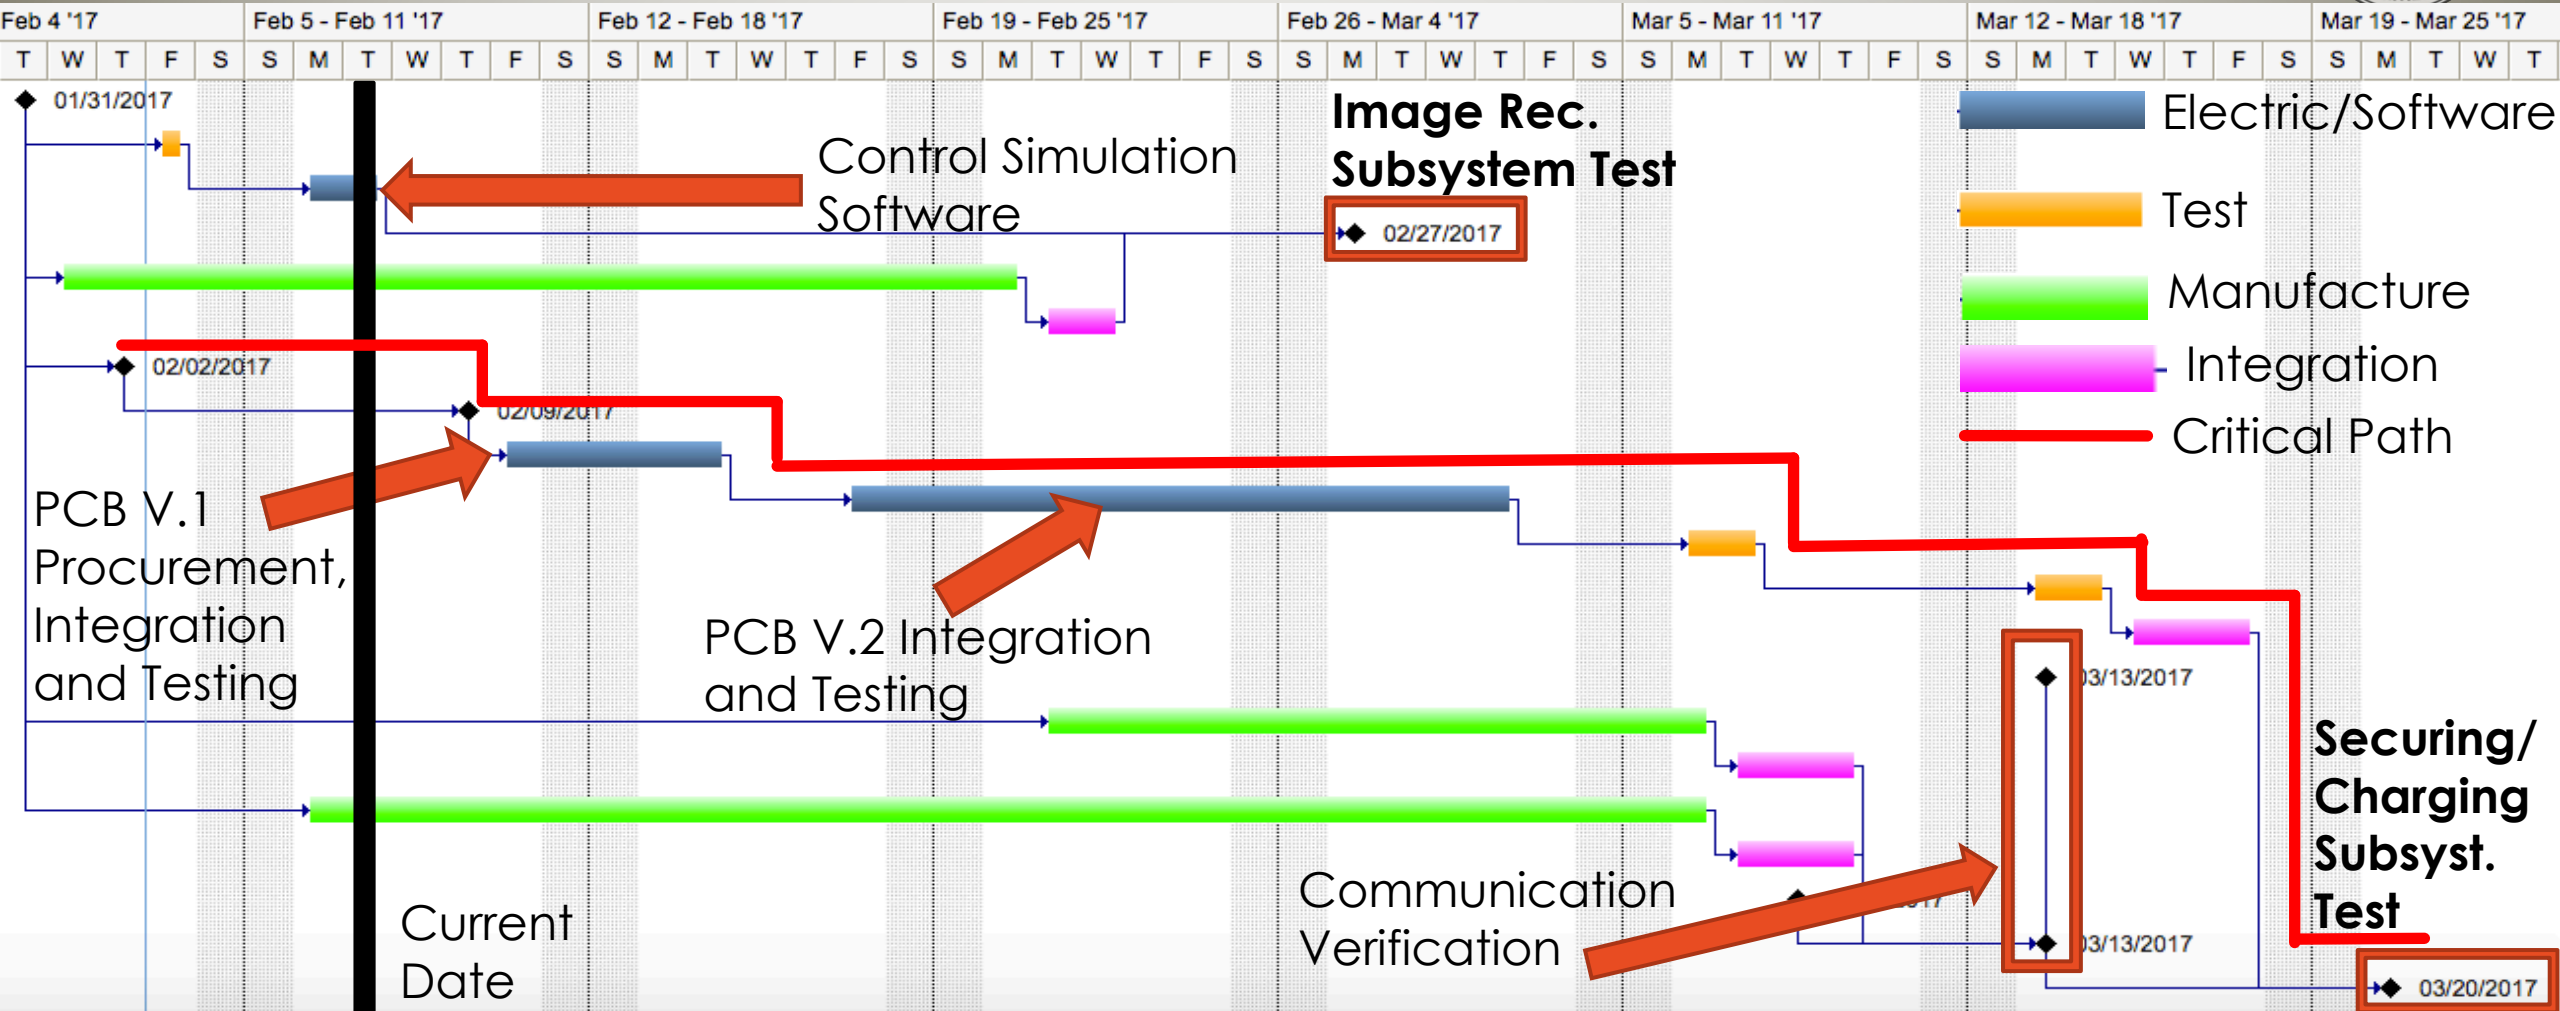 Feb 4 '17 Feb 5 - Feb 11 '17 Feb 12 - Feb 18 '17 Feb 19 - Feb 25 '17 Feb 26 - Mar 4 '17 Mar 5 - Mar 11 '17 Mar 12 - Mar 18 '17 Mar 19 - Mar 25 '17
T W T F S S M T W T F S S M T W T F S S M T W T F S S M T W T F S S M T W T F S S M T W T F S S M T W T
01/31/2017
Control Simulation
Software
Image Rec.
Subsystem Test
02/27/2017
Electric/Software
Test
Manufacture
Integration
Critical Path
02/02/2017
02/09/2017
PCB V.1
Procurement,
Integration
and Testing
PCB V.2 Integration
and Testing
03/13/2017
Securing/
Charging
Subsyst.
Test
Communication
Verification
03/13/2017
Current
Date
03/20/2017